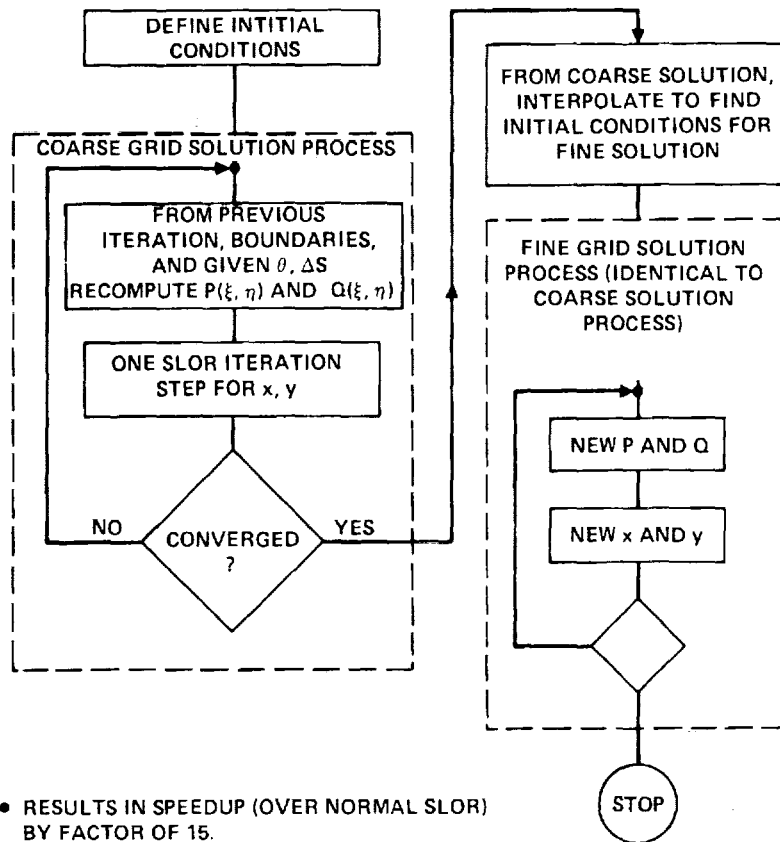 DEFINE INTITIAL
CONDITIONS
COARSE GRID SOLUTION PROCESS
FROM PREVIOUS
ITERATION, BOUNDARIES,
AND GIVEN θ, ΔS
RECOMPUTE P(ξ, η) AND Q(ξ, η)
ONE SLOR ITERATION
STEP FOR x, y
NO
CONVERGED
?
YES
FROM COARSE SOLUTION,
INTERPOLATE TO FIND
INITIAL CONDITIONS FOR
FINE SOLUTION
FINE GRID SOLUTION
PROCESS (IDENTICAL TO
COARSE SOLUTION
PROCESS)
NEW P AND Q
NEW x AND y
STOP
• RESULTS IN SPEEDUP (OVER NORMAL SLOR)
BY FACTOR OF 15.